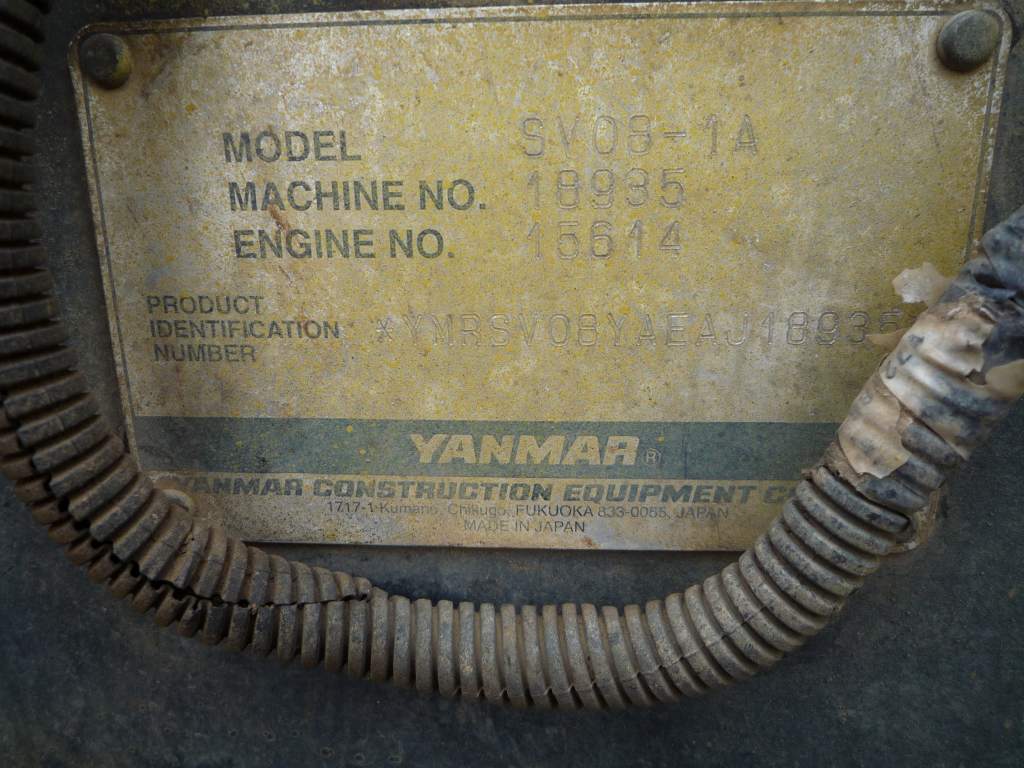 MODEL SV08-1A
MACHINE NO. 18935
ENGINE NO. 15614
PRODUCT
IDENTIFICATION
NUMBER
*YMRSV08YAEAJ18935
YANMAR®
YANMAR CONSTRUCTION EQUIPMENT C
1717-1 Kumano, Chikugo, FUKUOKA 833-0055, JAPAN
MADE IN JAPAN